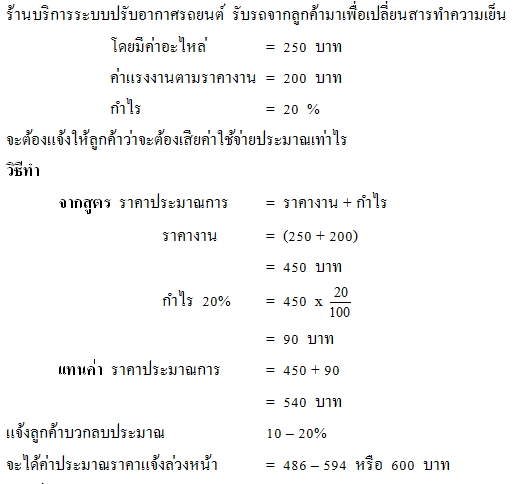 ร้านบริการระบบปรับอากาศรถยนต์ รับรถจากลูกค้ามาเพื่อเปลี่ยนสารทำความเย็น
โดยมีค่าอะไหล่ = 250 บาท
ค่าแรงงานตามราคางาน = 200 บาท
กำไร = 20 %
จะต้องแจ้งให้ลูกค้าว่าจะต้องเสียค่าใช้จ่ายประมาณเท่าไร
วิธีทำ
จากสูตร ราคาประมาณการ = ราคางาน + กำไร
ราคางาน = (250 + 200)
= 450 บาท
กำไร 20% = 450 x 20/100
= 90 บาท
แทนค่า ราคาประมาณการ = 450 + 90
= 540 บาท
แจ้งลูกค้าบวกลบประมาณ 10 – 20%
จะได้ค่าประมาณราคาแจ้งล่วงหน้า = 486 – 594 หรือ 600 บาท